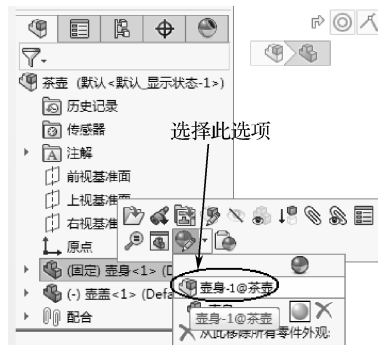 茶壶 (默认<默认_显示状态-1>)
历史记录
传感器
选择此选项
注解
前视基准面
上视基准面
右视基准
原点
(固定) 壶身<1> (D
壶身-1@茶壶
(-) 壶盖<1> (Defa
壶身-1@茶壶
配合
从此移除所有零件外观: